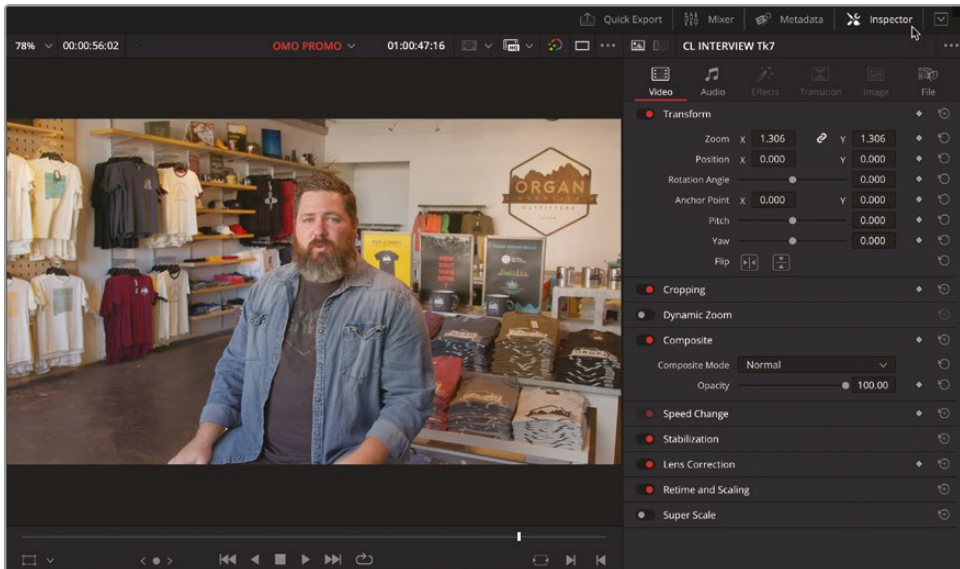 Quick Export Mixer Metadata Inspector
78% 00:00:56:02 OMO PROMO 01:00:47:16 HQ CL INTERVIEW Tk7
Video Audio Effects Transition Image File
Transform
Zoom X 1.306 Y 1.306
Position X 0.000 Y 0.000
Rotation Angle 0.000
Anchor Point X 0.000 Y 0.000
Pitch 0.000
Yaw 0.000
Flip
Cropping
Dynamic Zoom
Composite
Composite Mode Normal
Opacity 100.00
Speed Change
Stabilization
Lens Correction
Retime and Scaling
Super Scale
ORGAN
OUTFITTERS
ORGAN